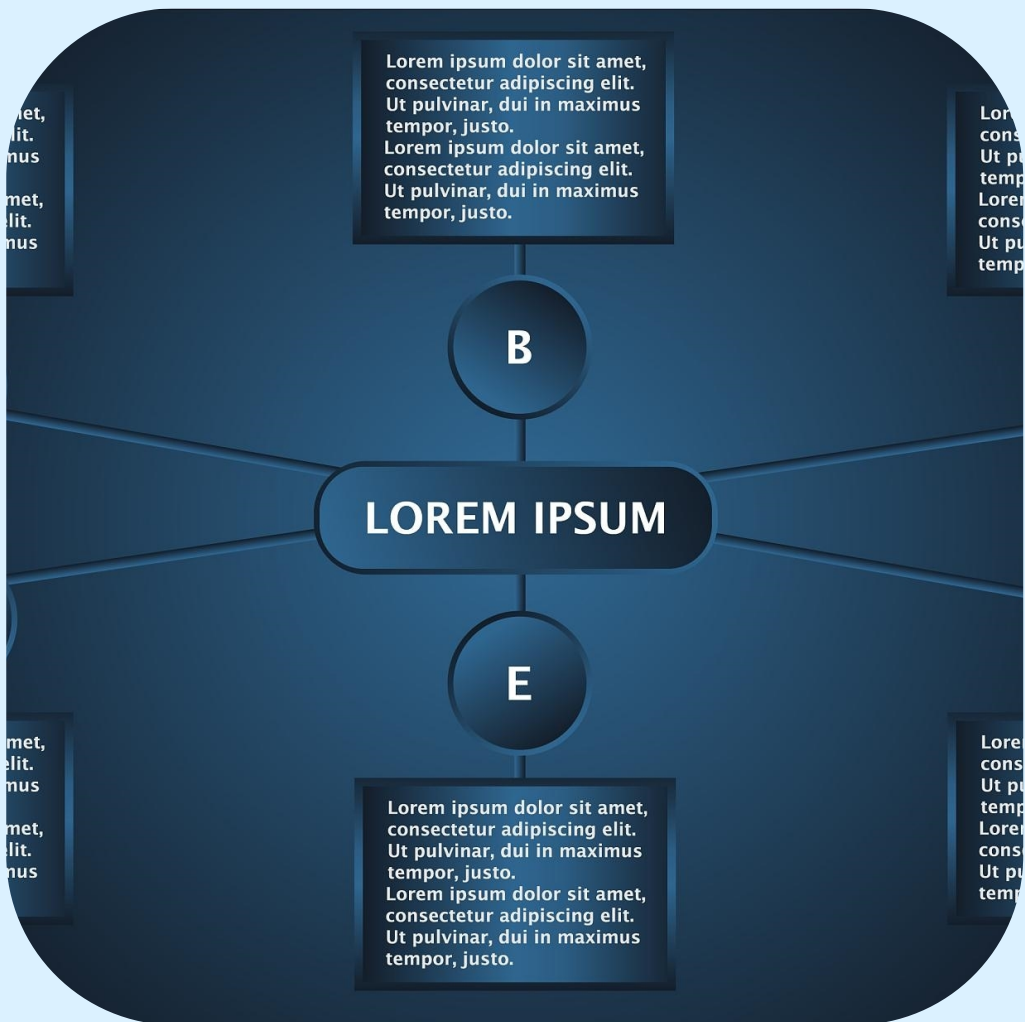 Lorem ipsum dolor sit amet,
consectetur adipiscing elit.
Ut pulvinar, dui in maximus
tempor, justo.
Lorem ipsum dolor sit amet,
consectetur adipiscing elit.
Ut pulvinar, dui in maximus
tempor, justo.
B
LOREM IPSUM
E
Lorem ipsum dolor sit amet,
consectetur adipiscing elit.
Ut pulvinar, dui in maximus
tempor, justo.
Lorem ipsum dolor sit amet,
consectetur adipiscing elit.
Ut pulvinar, dui in maximus
tempor, justo.